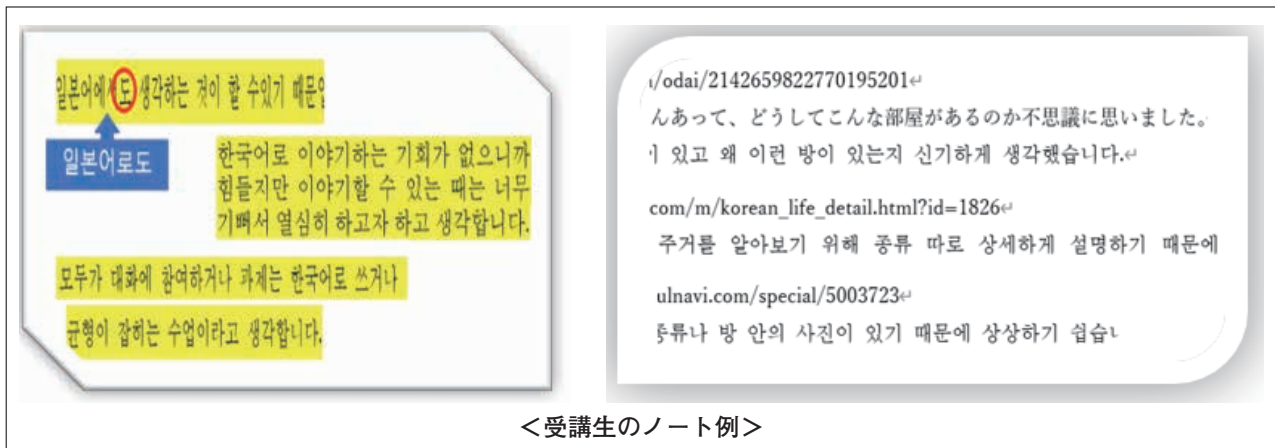 일본어에서도 생각하는 것이 할 수있기 때문입
일본어로도
한국어로 이야기하는 기회가 없으니까
힘들지만 이야기할 수 있는 때는 너무
기뻐서 열심히 하고자 하고 생각합니다.
모두가 대화에 참여하거나 과제는 한국어로 쓰거나
균형이 잡히는 수업이라고 생각합니다.
/odai/2142659822770195201↵
んあって、どうしてこんな部屋があるのか不思議に思いました。
있고 왜 이런 방이 있는지 신기하게 생각했습니다.↵
com/m/korean_life_detail.html?id=1826↵
주거를 알아보기 위해 종류 따로 상세하게 설명하기 때문에
ulnavi.com/special/5003723↵
종류나 방 안의 사진이 있기 때문에 상상하기 쉽습
＜受講生のノート例＞